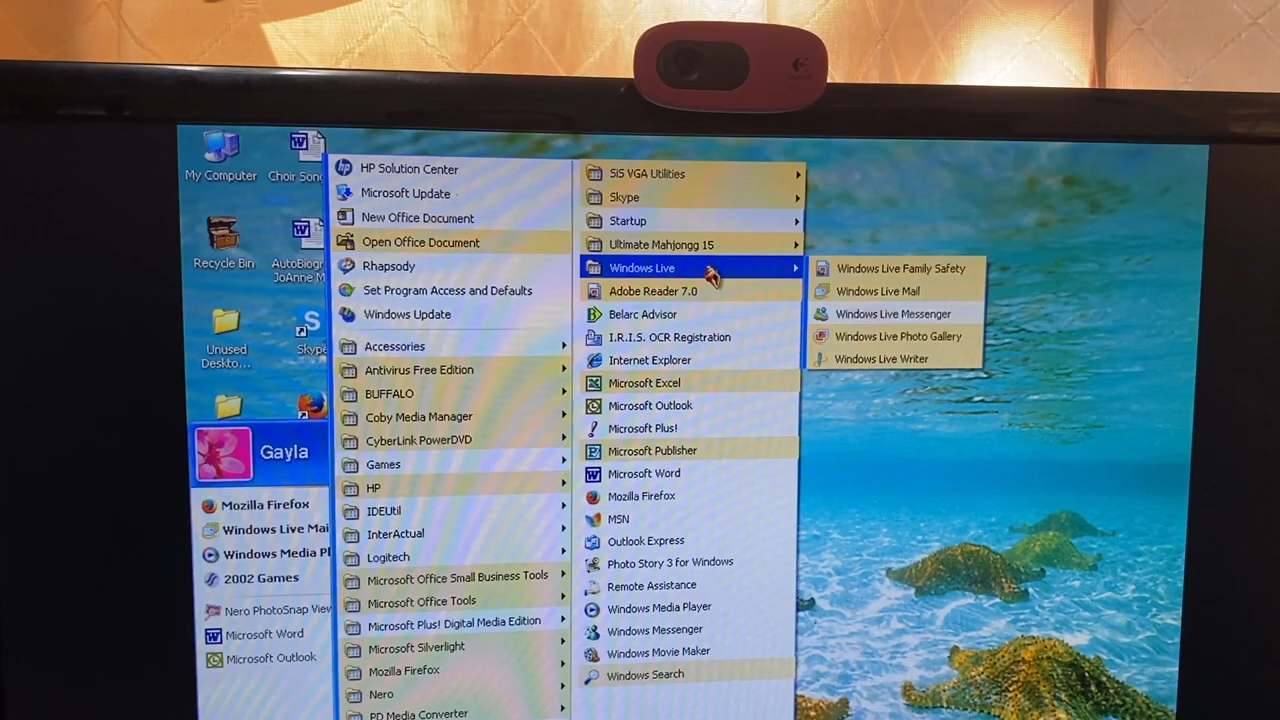 My Computer
Choir Song
Recycle Bin
AutoBiogr
JoAnne M
Unused
Deskto...
Skype
Gayla
Mozilla Firefox
Windows Live Mai
Windows Media Pl
2002 Games
Nero PhotoSnap View
Microsoft Word
Microsoft Outlook
HP Solution Center
Microsoft Update
New Office Document
Open Office Document
Rhapsody
Set Program Access and Defaults
Windows Update
Accessories
Antivirus Free Edition
BUFFALO
Coby Media Manager
CyberLink PowerDVD
Games
HP
IDEUtil
InterActual
Logitech
Microsoft Office Small Business Tools
Microsoft Office Tools
Microsoft Plus! Digital Media Edition
Microsoft Silverlight
Mozilla Firefox
Nero
PD Media Converter
SiS VGA Utilities
Skype
Startup
Ultimate Mahjongg 15
Windows Live
Adobe Reader 7.0
Belarc Advisor
I.R.I.S. OCR Registration
Internet Explorer
Microsoft Excel
Microsoft Outlook
Microsoft Plus!
Microsoft Publisher
Microsoft Word
Mozilla Firefox
MSN
Outlook Express
Photo Story 3 for Windows
Remote Assistance
Windows Media Player
Windows Messenger
Windows Movie Maker
Windows Search
Windows Live Family Safety
Windows Live Mail
Windows Live Messenger
Windows Live Photo Gallery
Windows Live Writer